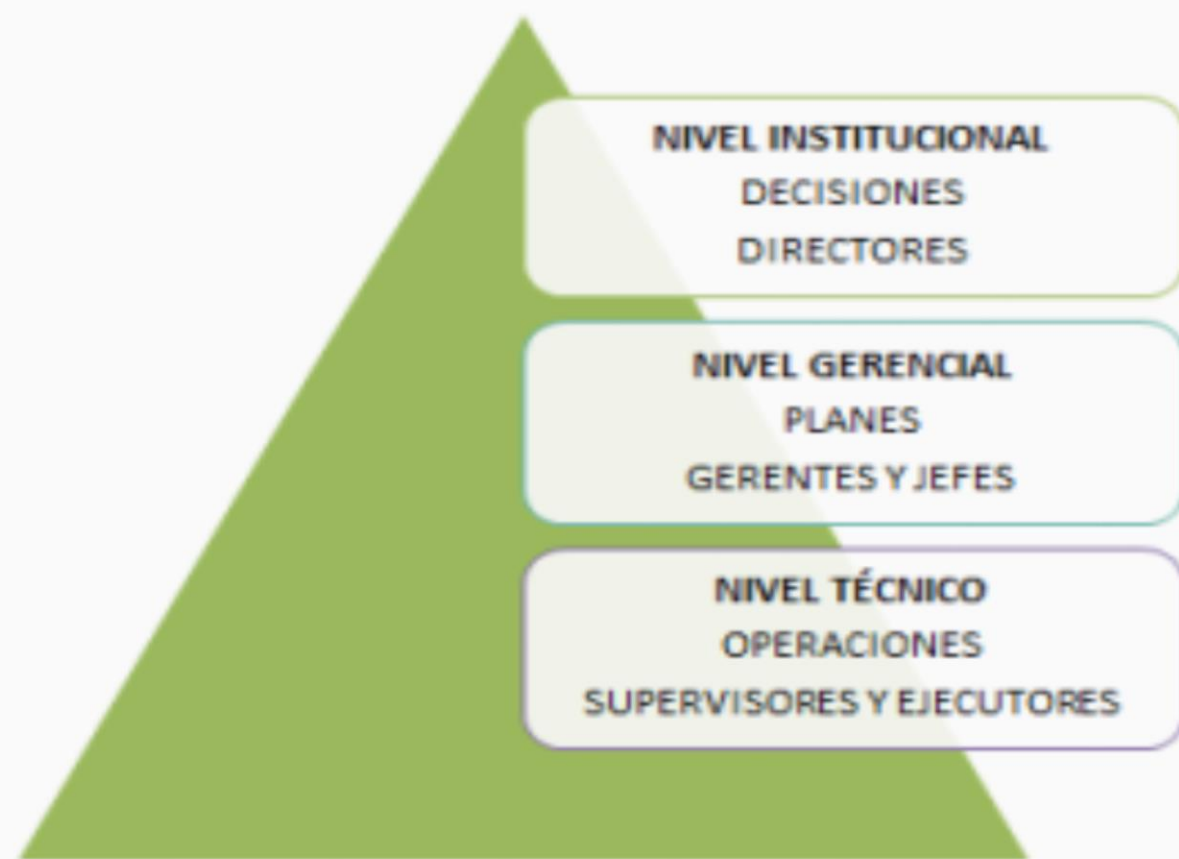 NIVEL INSTITUCIONAL
DECISIONES
DIRECTORES
NIVEL GERENCIAL
PLANES
GERENTES Y JEFES
NIVEL TÉCNICO
OPERACIONES
SUPERVISORES Y EJECUTORES